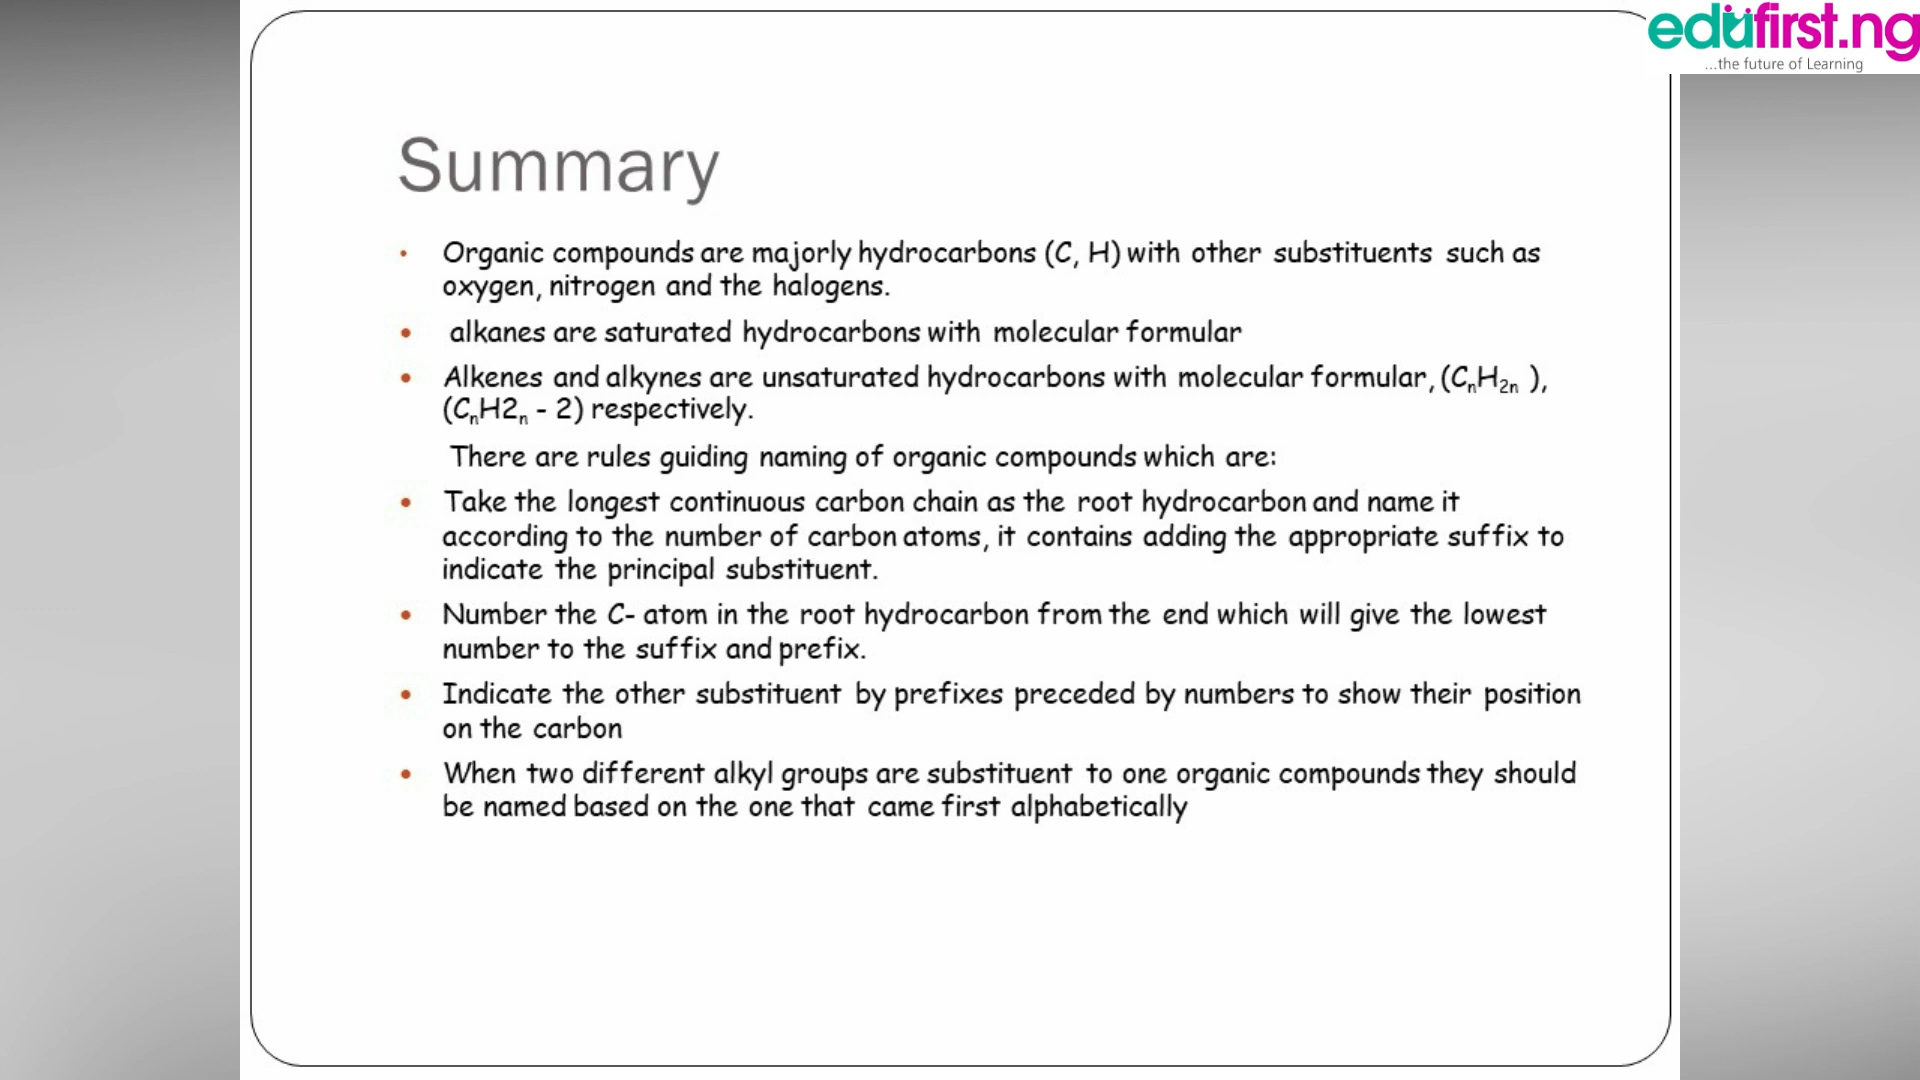 edufirst.ng
...the future of Learning
Summary
• Organic compounds are majorly hydrocarbons (C, H) with other substituents such as
oxygen, nitrogen and the halogens.
• alkanes are saturated hydrocarbons with molecular formular
• Alkenes and alkynes are unsaturated hydrocarbons with molecular formular, (CₙH₂ₙ ),
(CₙH2ₙ - 2) respectively.
There are rules guiding naming of organic compounds which are:
• Take the longest continuous carbon chain as the root hydrocarbon and name it
according to the number of carbon atoms, it contains adding the appropriate suffix to
indicate the principal substituent.
• Number the C- atom in the root hydrocarbon from the end which will give the lowest
number to the suffix and prefix.
• Indicate the other substituent by prefixes preceded by numbers to show their position
on the carbon
• When two different alkyl groups are substituent to one organic compounds they should
be named based on the one that came first alphabetically